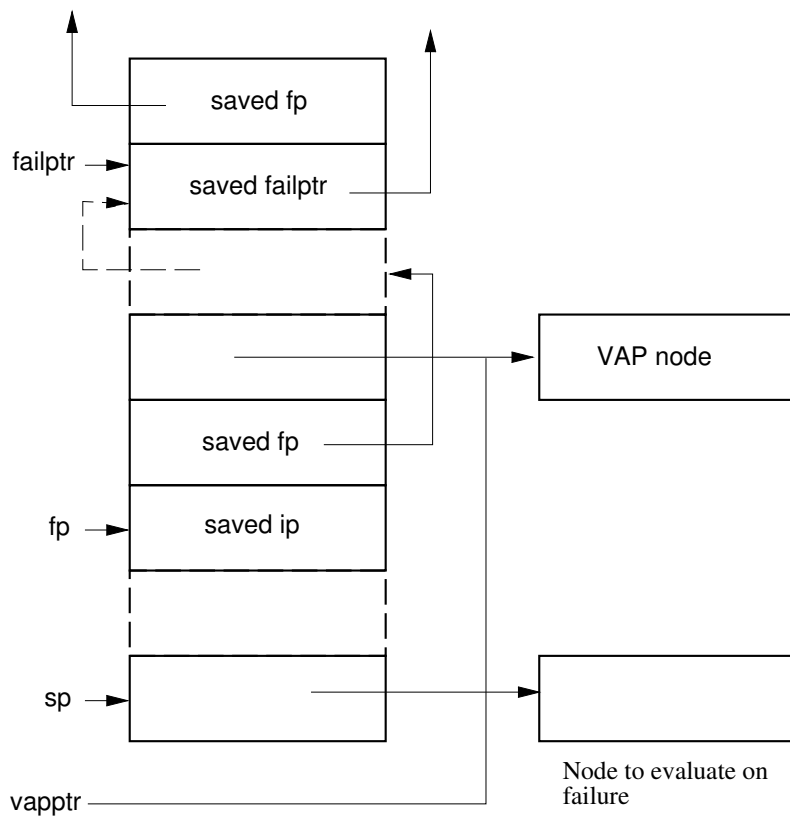 saved fp
failptr
saved failptr
VAP node
saved fp
fp
saved ip
sp
Node to evaluate on
failure
vapptr